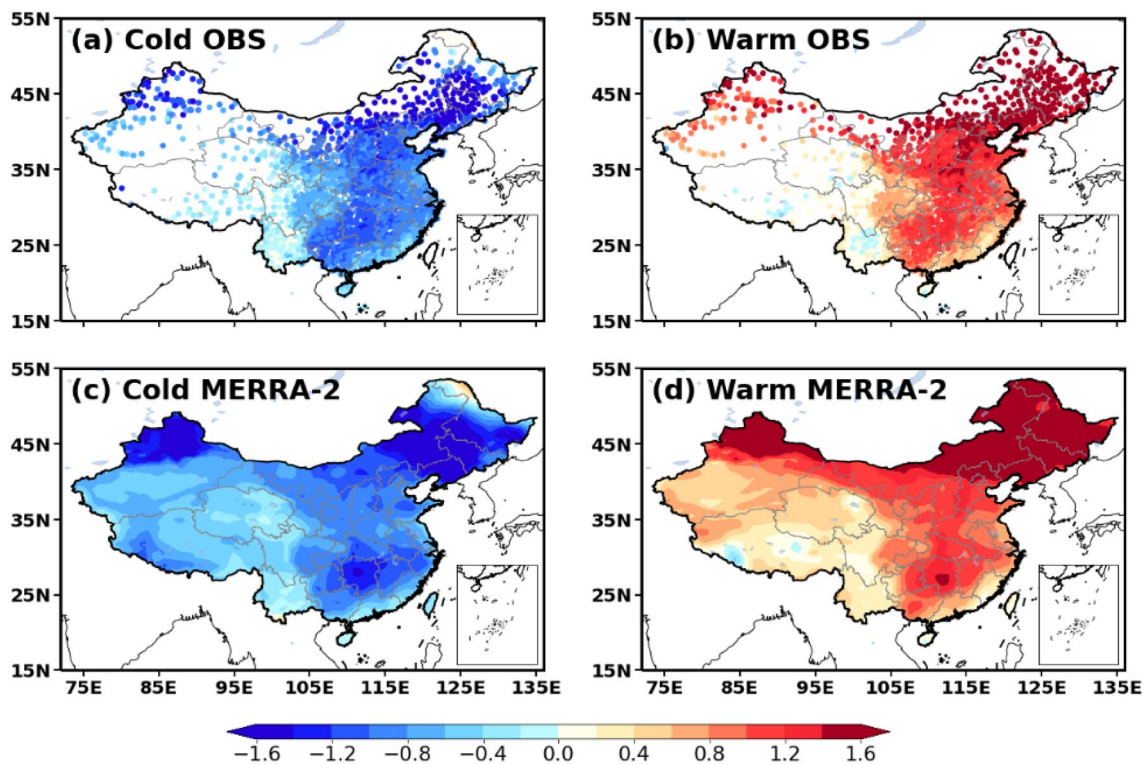 (a) Cold OBS
55N
45N
35N
25N
15N
(b) Warm OBS
55N
45N
35N
25N
15N
(c) Cold MERRA-2
55N
45N
35N
25N
15N
75E 85E 95E 105E 115E 125E 135E
(d) Warm MERRA-2
55N
45N
35N
25N
15N
75E 85E 95E 105E 115E 125E 135E
−1.6 −1.2 −0.8 −0.4 0.0 0.4 0.8 1.2 1.6